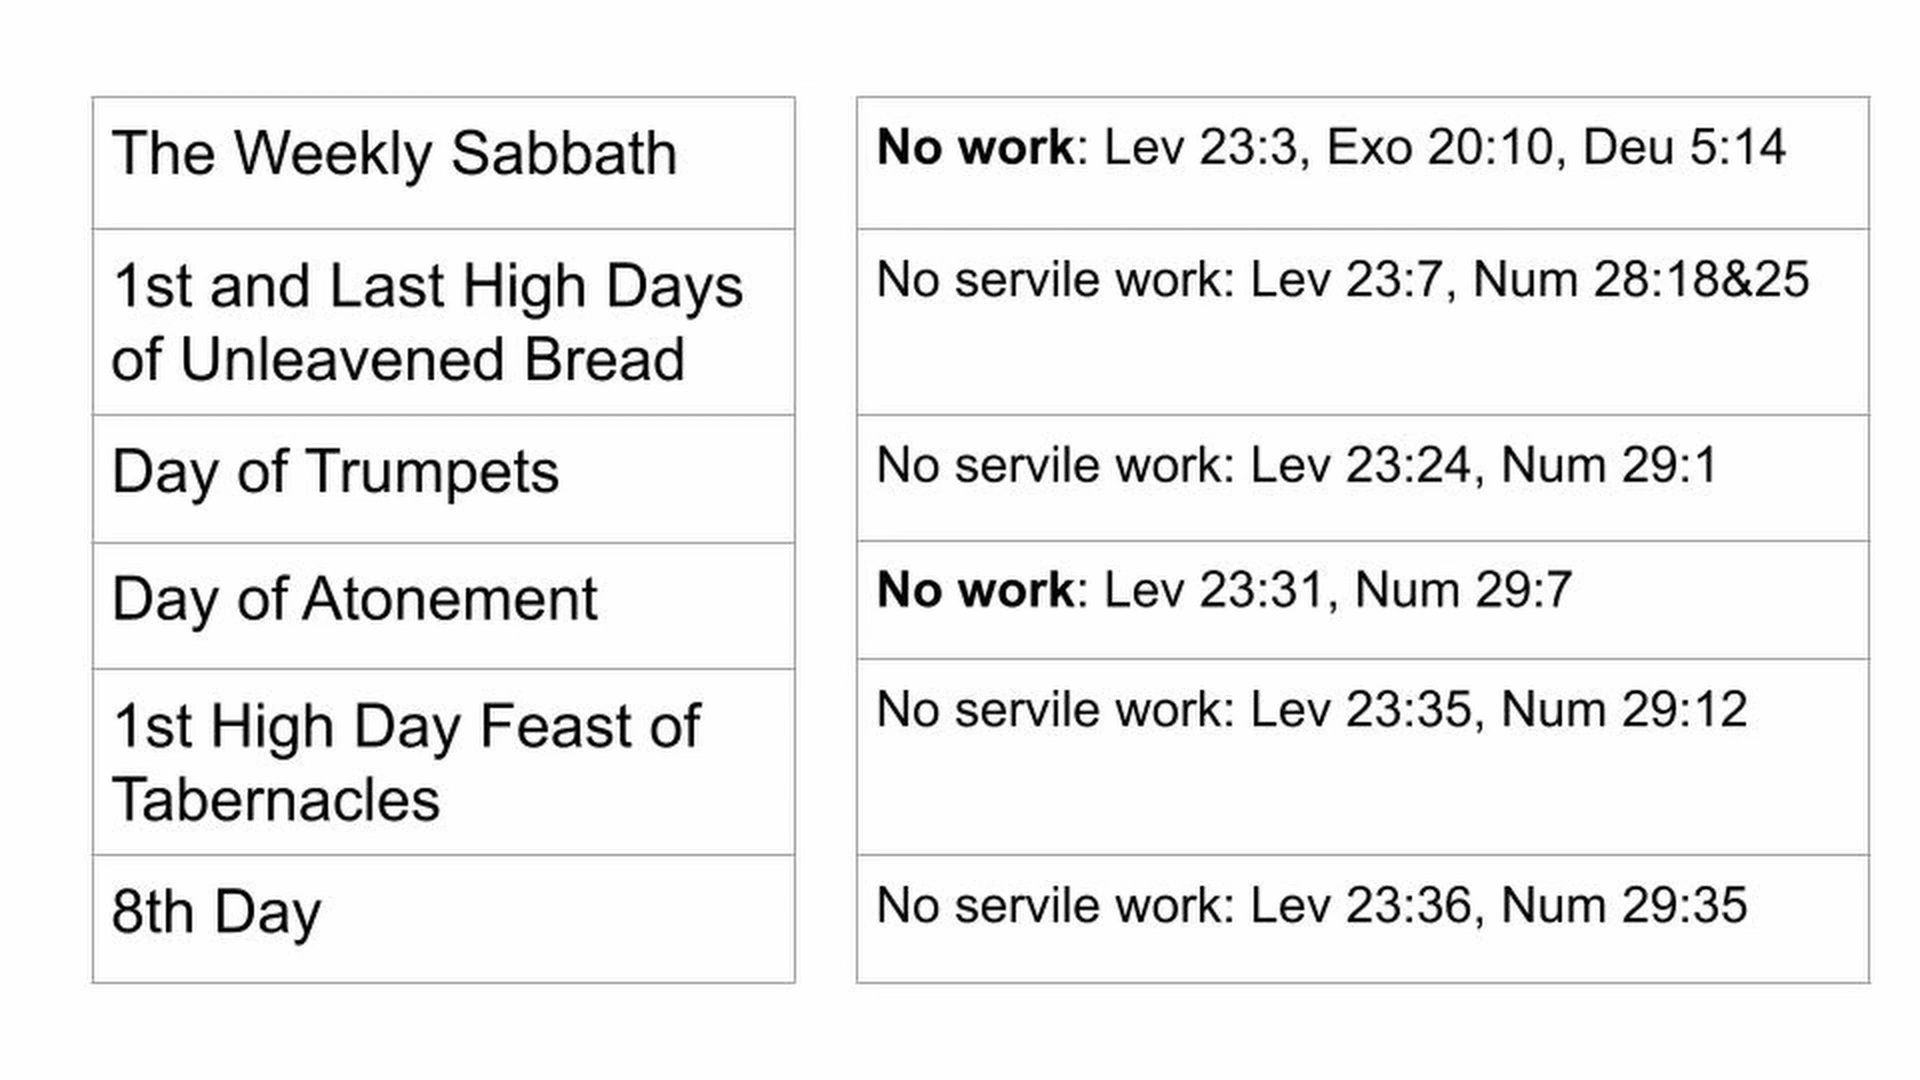 The Weekly Sabbath
No work: Lev 23:3, Exo 20:10, Deu 5:14
1st and Last High Days
of Unleavened Bread
No servile work: Lev 23:7, Num 28:18&25
Day of Trumpets
No servile work: Lev 23:24, Num 29:1
Day of Atonement
No work: Lev 23:31, Num 29:7
1st High Day Feast of
Tabernacles
No servile work: Lev 23:35, Num 29:12
8th Day
No servile work: Lev 23:36, Num 29:35